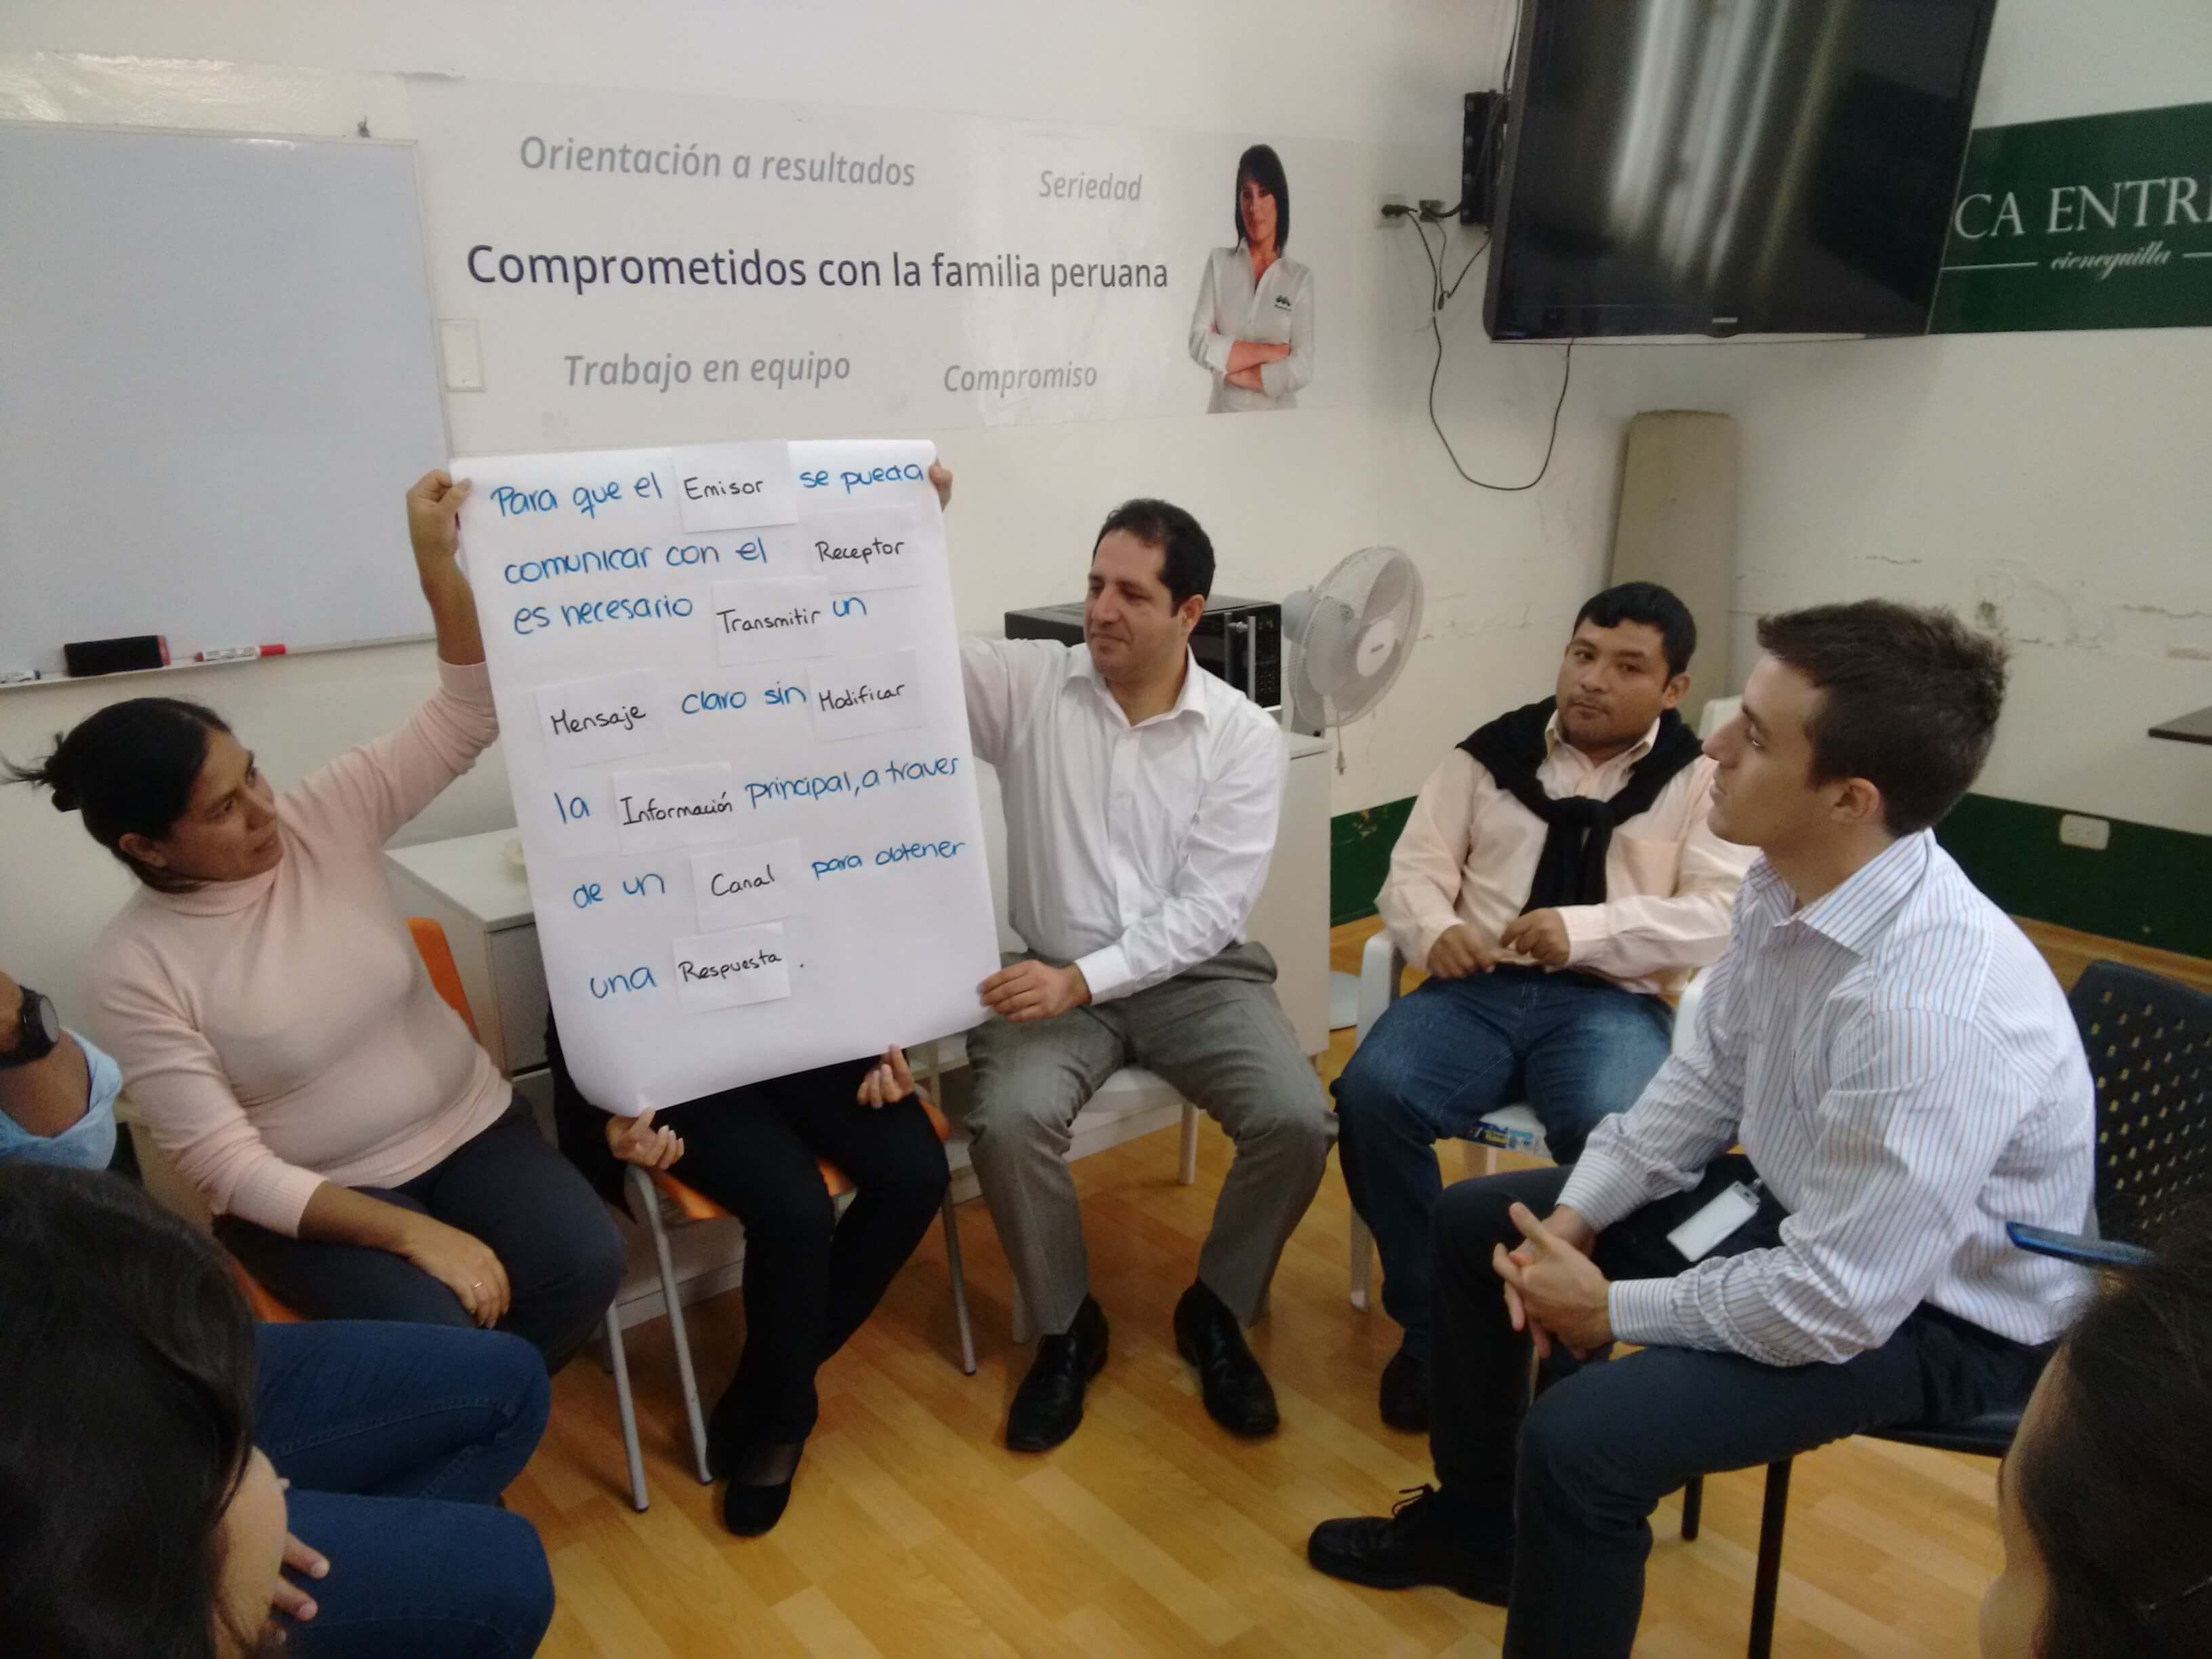 Orientación a resultados
Seriedad
Comprometidos con la familia peruana
Trabajo en equipo
Compromiso
CA ENTR
cieneguilla
Para que el Emisor se pueda
comunicar con el Receptor
es necesario Transmitir un
Mensaje claro sin Modificar
la Información principal, a traves
de un Canal para obtener
una Respuesta.